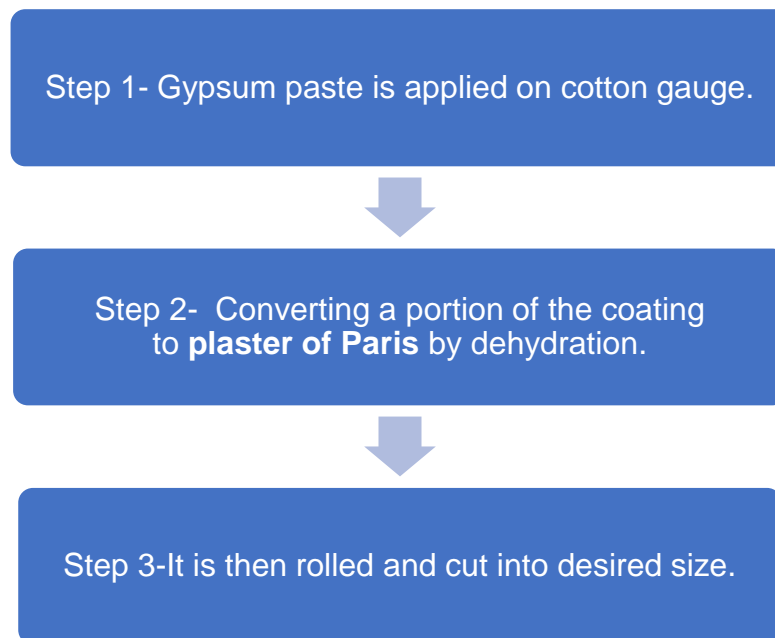 Step 1- Gypsum paste is applied on cotton gauge.
Step 2-  Converting a portion of the coating
to plaster of Paris by dehydration.
Step 3-It is then rolled and cut into desired size.